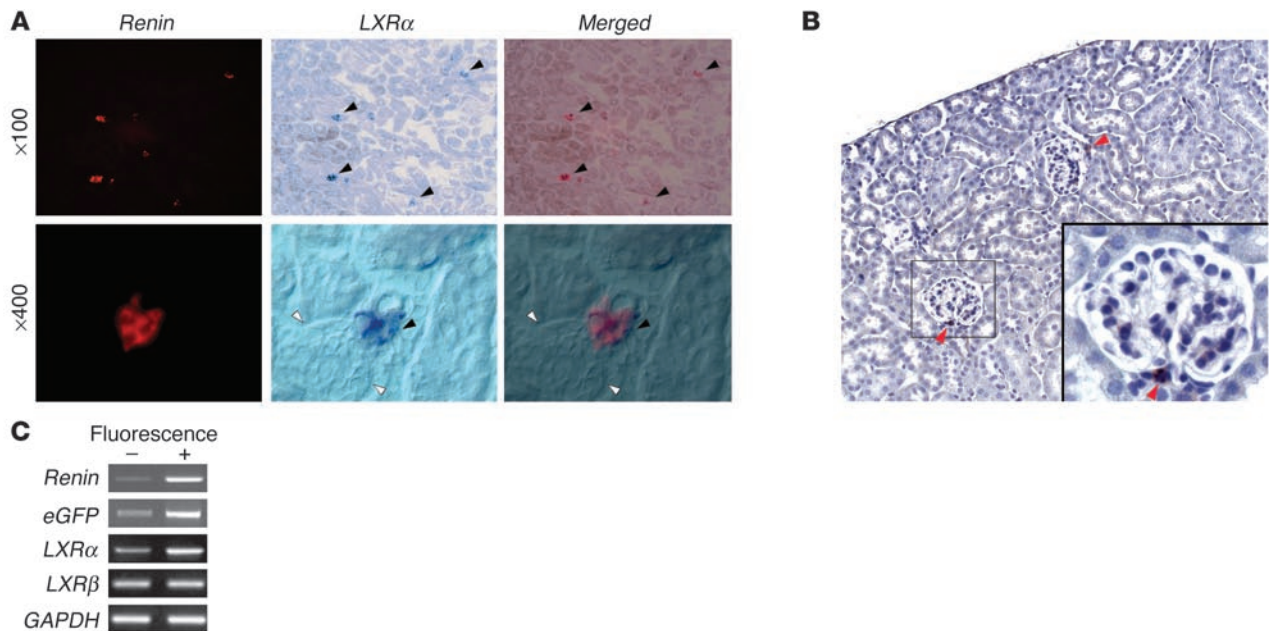 A
Renin
LXRα
Merged
×100
×400
B
C
Fluorescence
– +
Renin
eGFP
LXRα
LXRβ
GAPDH